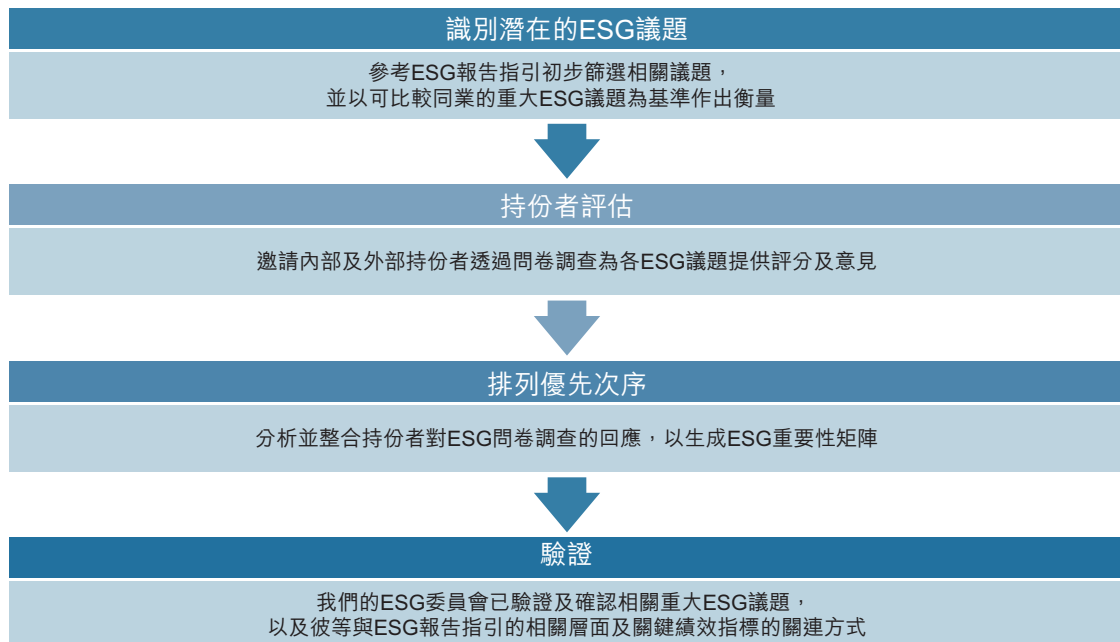 識別潛在的ESG議題
參考ESG報告指引初步篩選相關議題，
並以可比較同業的重大ESG議題為基準作出衡量
持份者評估
邀請內部及外部持份者透過問卷調查為各ESG議題提供評分及意見
排列優先次序
分析並整合持份者對ESG問卷調查的回應，以生成ESG重要性矩陣
驗證
我們的ESG委員會已驗證及確認相關重大ESG議題，
以及彼等與ESG報告指引的相關層面及關鍵績效指標的關連方式